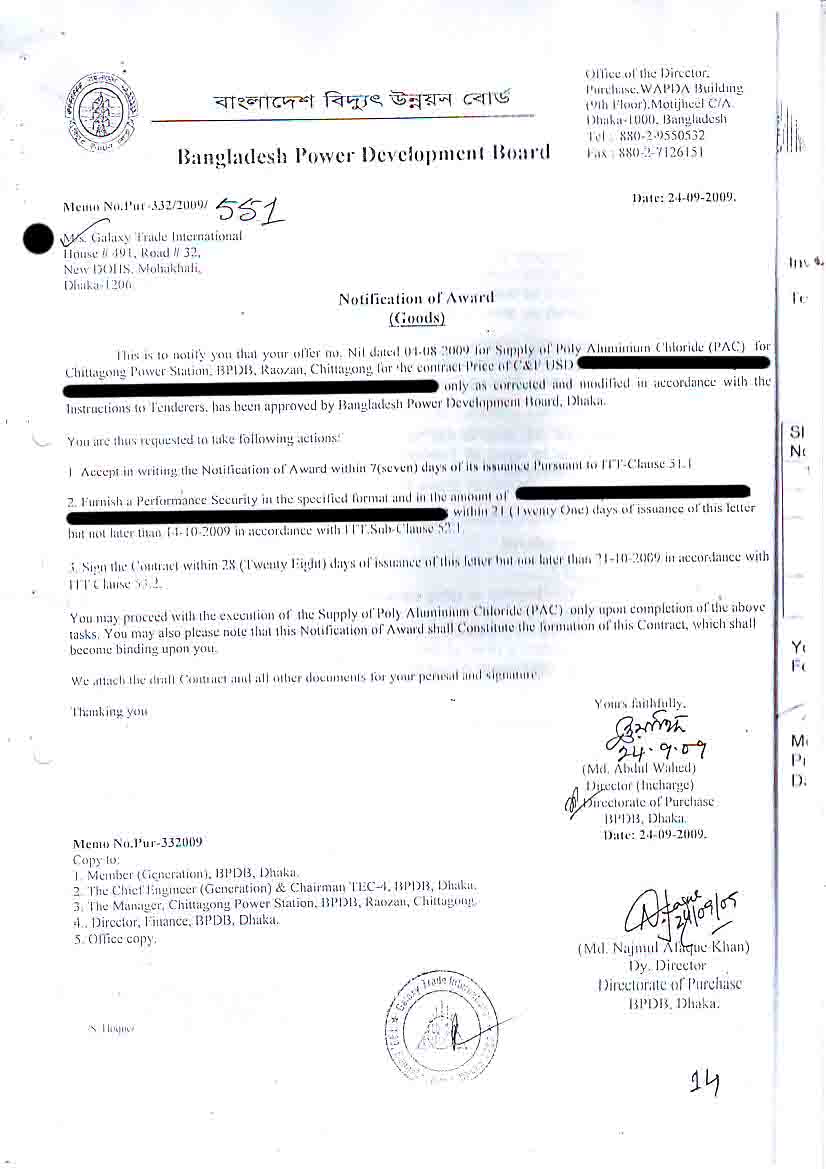 বাংলাদেশ বিদ্যুৎ উন্নয়ন বোর্ড
Bangladesh Power Development Board
Office of the Director,
Purchase,WAPDA Building
(9th Floor),Motijheel C/A
Dhaka-1000, Bangladesh
Tel : 880-2-9550532
Fax : 880-2-7126151
Memo No.Pur-332/2009/ 551
Date: 24-09-2009.
M/s. Galaxy Trade International
House # 491, Road # 32,
New DOHS, Mohakhali,
Dhaka-1206
Notification of Award
(Goods)
This is to notify you that your offer no. Nil dated 04-08 2009 for Supply of Poly Aluminium Chloride (PAC) for
Chittagong Power Station, BPDB, Raozan, Chittagong for the contract Price of C&F USD
only as corrected and modified in accordance with the
Instructions to Tenderers, has been approved by Bangladesh Power Development Board, Dhaka.
You are thus requested to take following actions:
1 Accept in writing the Notification of Award within 7(seven) days of its issuance Pursuant to ITT-Clause 51.1
2. Furnish a Performance Security in the specified format and in the amount of
within 21 (Twenty One) days of issuance of this letter
but not later than 14-10-2009 in accordance with ITT.Sub-Clause 52.1.
3. Sign the Contract within 28 (Twenty Eight) days of issuance of this letter but not later than 21-10-2009 in accordance with
ITT Clause 53.2.
You may proceed with the execution of the Supply of Poly Aluminium Chloride (PAC) only upon completion of the above
tasks. You may also please note that this Notification of Award shall Constitute the formation of this Contract, which shall
become binding upon you.
We attach the draft Contract and all other documents for your perusal and signature.
Thanking you
Yours faithfully,
24.9.09
(Md. Abdul Wahed)
Director (Incharge)
Directorate of Purchase
BPDB, Dhaka.
Date: 24-09-2009.
Memo No.Pur-332009
Copy to:
1. Member (Generation), BPDB, Dhaka.
2. The Chief Engineer (Generation) & Chairman TEC-4, BPDB, Dhaka.
3. The Manager, Chittagong Power Station, BPDB, Raozan, Chittagong.
4.. Director, Finance, BPDB, Dhaka.
5. Office copy.
24/09/09
(Md. Najmul Afaque Khan)
Dy. Director
Directorate of Purchase
BPDB, Dhaka.
Galaxy Trade International
14